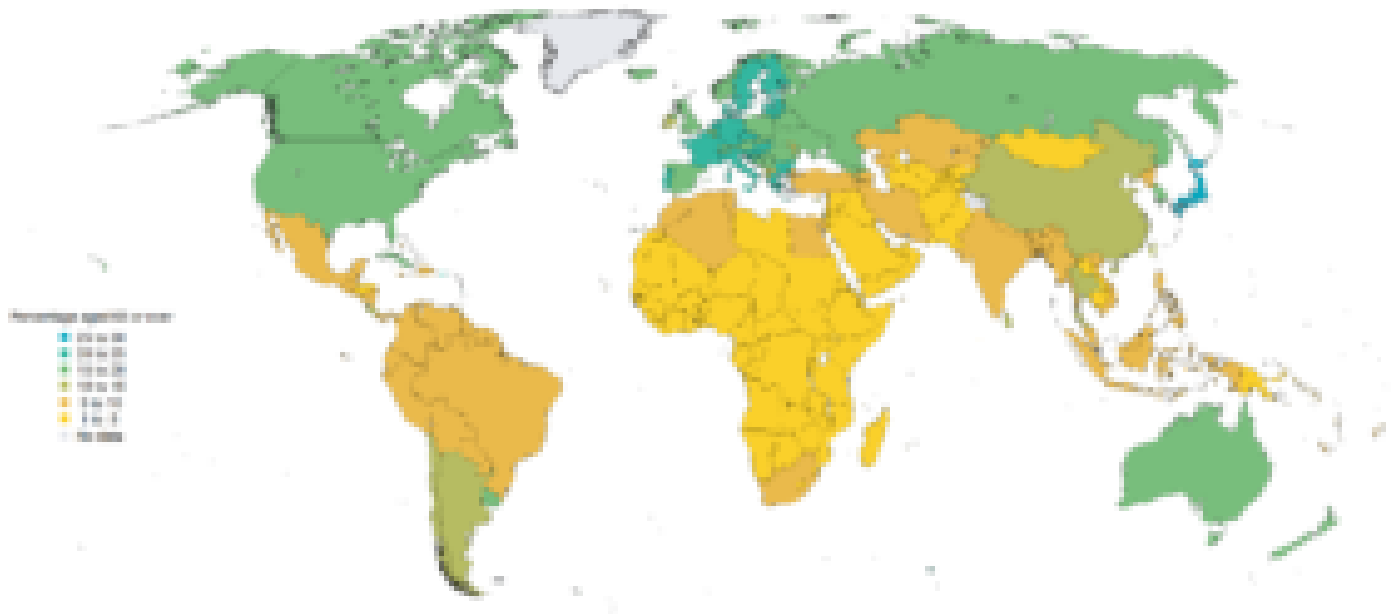 Percentage aged 65 or over
25 to 30
20 to 25
15 to 20
10 to 15
5 to 10
0 to 5
No data